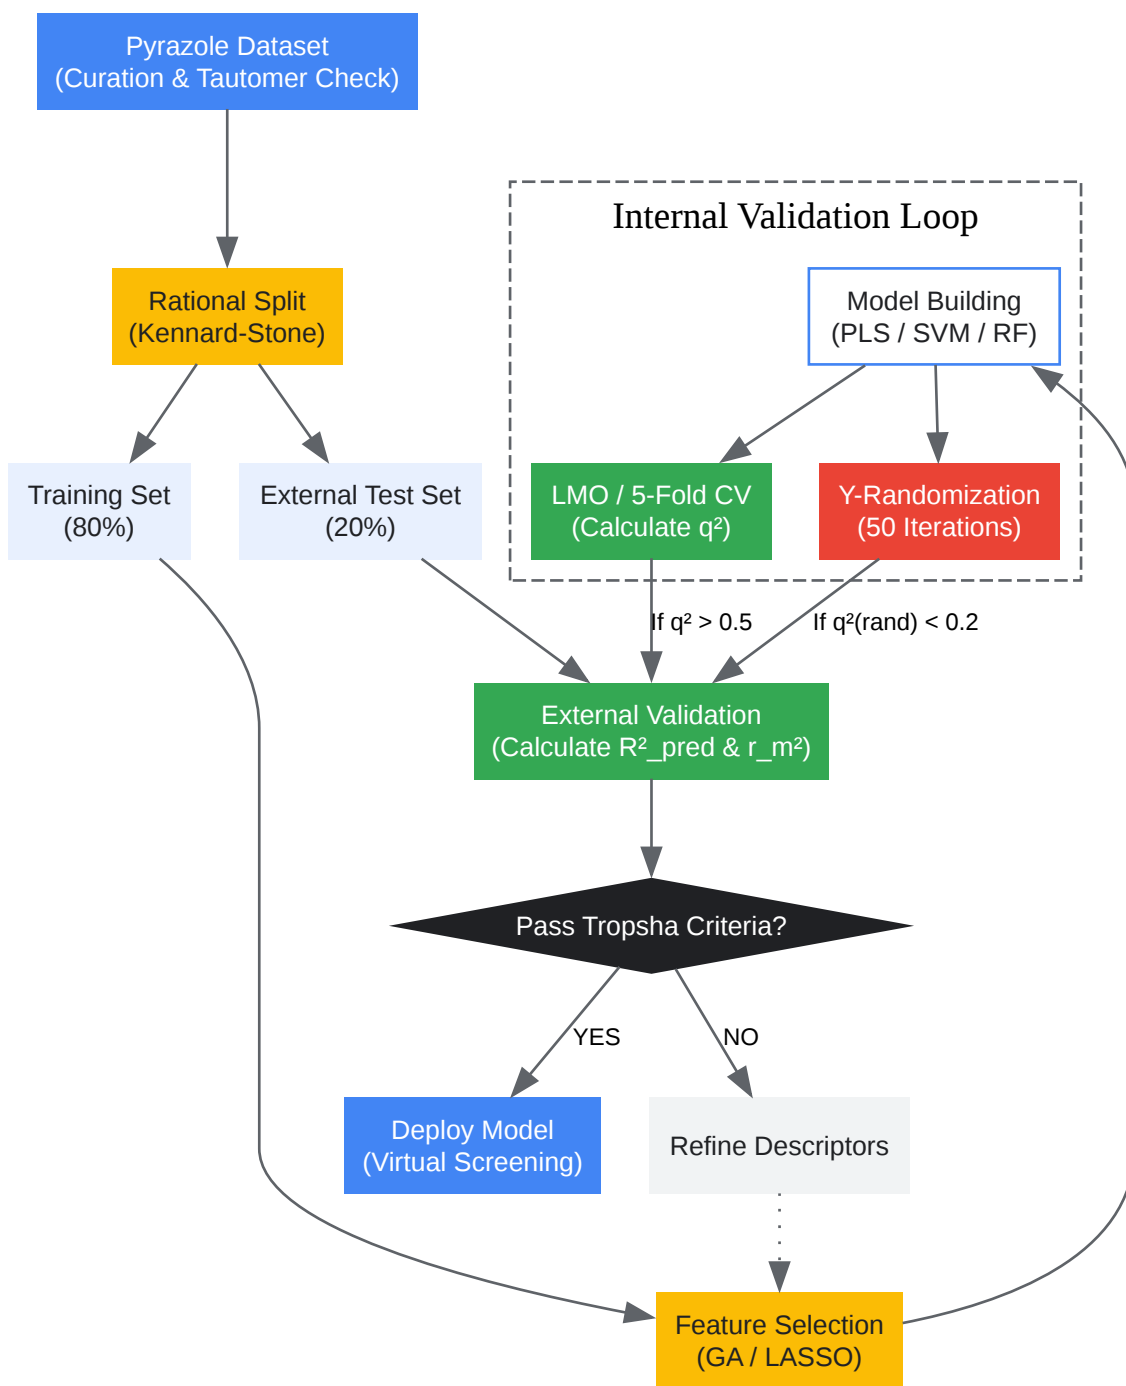 Pyrazole Dataset
(Curation & Tautomer Check)
Internal Validation Loop
Rational Split
(Kennard-Stone)
Model Building
(PLS / SVM / RF)
Training Set
(80%)
External Test Set
(20%)
LMO / 5-Fold CV
(Calculate q²)
Y-Randomization
(50 Iterations)
If q² > 0.5
If q²(rand) < 0.2
External Validation
(Calculate R²_pred & r_m²)
Pass Tropsha Criteria?
YES
NO
Deploy Model
(Virtual Screening)
Refine Descriptors
Feature Selection
(GA / LASSO)